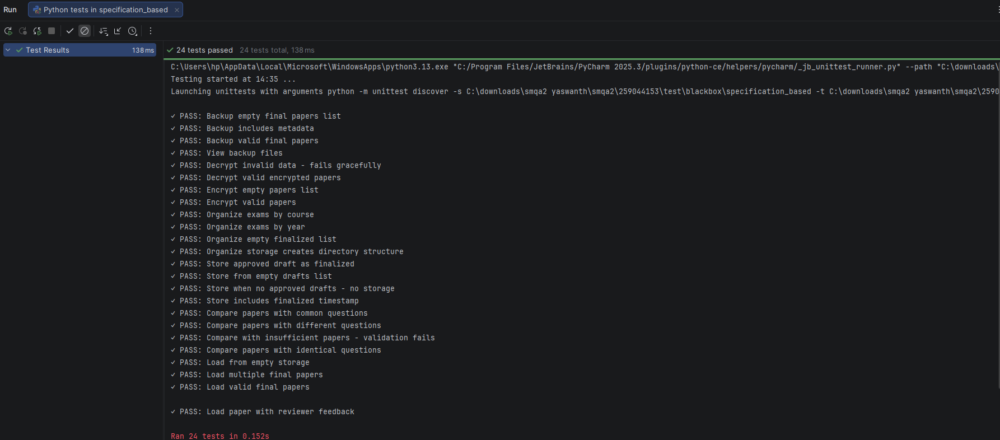 Run Python tests in specification_based
Test Results 138 ms
24 tests passed 24 tests total, 138 ms
C:\Users\hp\AppData\Local\Microsoft\WindowsApps\python3.13.exe "C:/Program Files/JetBrains/PyCharm 2025.3/plugins/python-ce/helpers/pycharm/_jb_unittest_runner.py" --path "C:\downloads\
Testing started at 14:35 ...
Launching unittests with arguments python -m unittest discover -s C:\downloads\smqa2 yaswanth\smqa2\259044153\test\blackbox\specification_based -t C:\downloads\smqa2 yaswanth\smqa2\2590
✓ PASS: Backup empty final papers list
✓ PASS: Backup includes metadata
✓ PASS: Backup valid final papers
✓ PASS: View backup files
✓ PASS: Decrypt invalid data - fails gracefully
✓ PASS: Decrypt valid encrypted papers
✓ PASS: Encrypt empty papers list
✓ PASS: Encrypt valid papers
✓ PASS: Organize exams by course
✓ PASS: Organize exams by year
✓ PASS: Organize empty finalized list
✓ PASS: Organize storage creates directory structure
✓ PASS: Store approved draft as finalized
✓ PASS: Store from empty drafts list
✓ PASS: Store when no approved drafts - no storage
✓ PASS: Store includes finalized timestamp
✓ PASS: Compare papers with common questions
✓ PASS: Compare papers with different questions
✓ PASS: Compare with insufficient papers - validation fails
✓ PASS: Compare papers with identical questions
✓ PASS: Load from empty storage
✓ PASS: Load multiple final papers
✓ PASS: Load valid final papers
✓ PASS: Load paper with reviewer feedback
Ran 24 tests in 0.152s